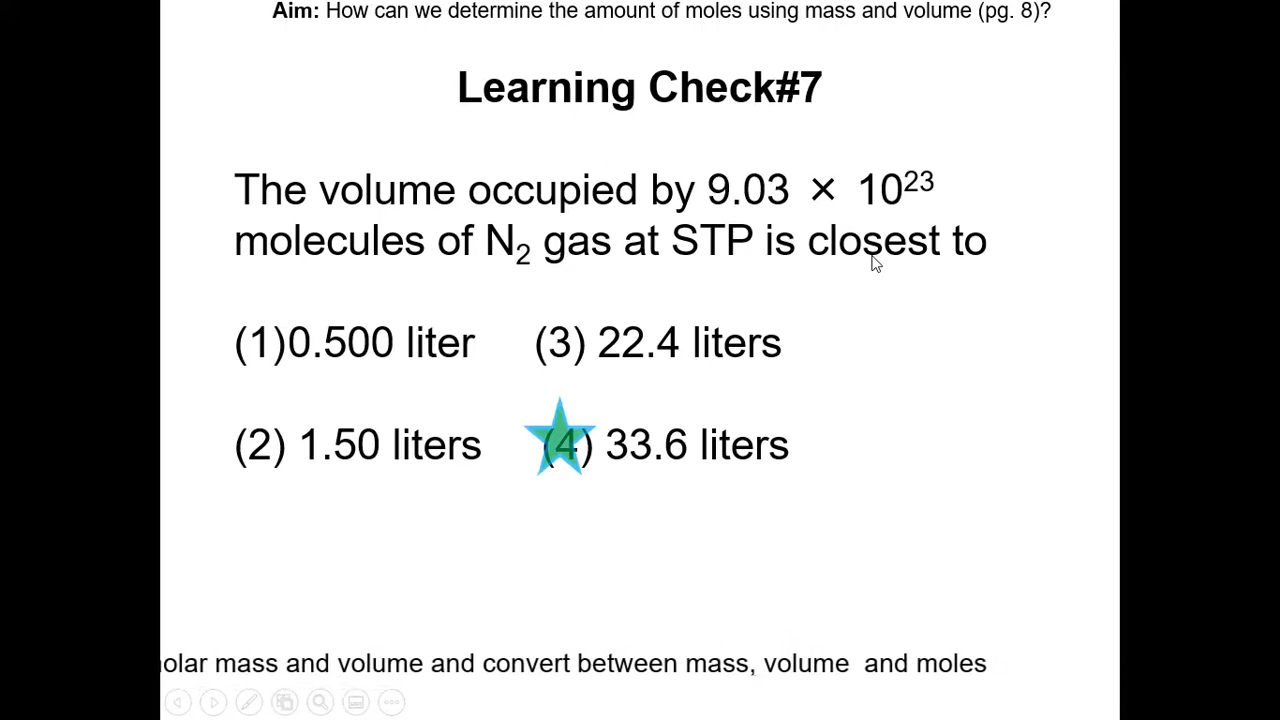 Aim: How can we determine the amount of moles using mass and volume (pg. 8)?
Learning Check#7
The volume occupied by 9.03 × 10²³
molecules of N₂ gas at STP is closest to
(1)0.500 liter (3) 22.4 liters
(2) 1.50 liters (4) 33.6 liters
mass and volume and convert between mass, volume and moles